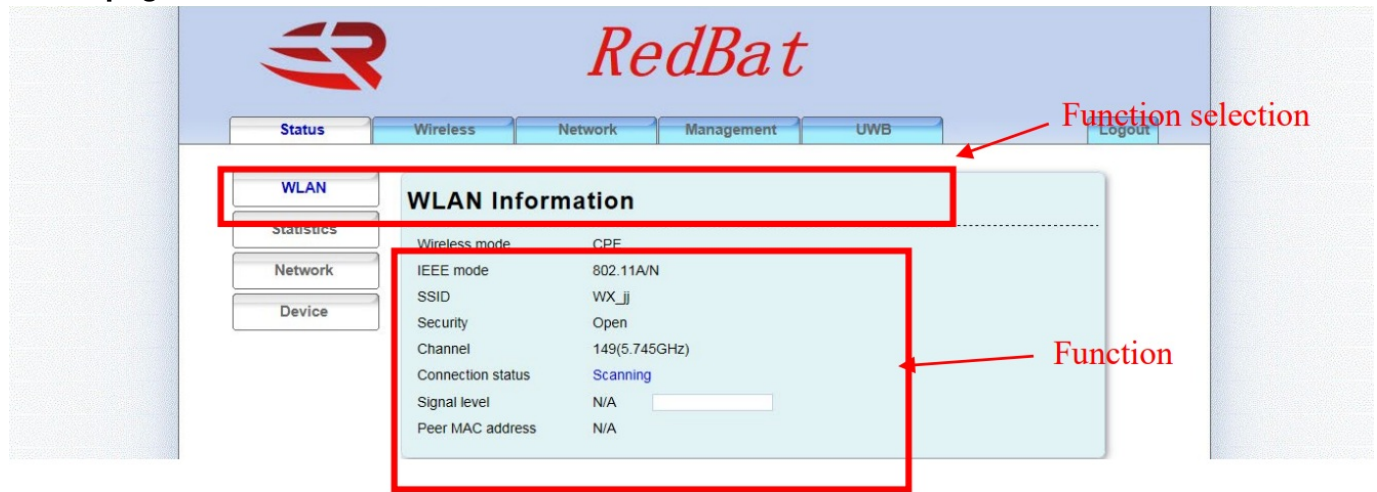 RedBat
Function selection
Status Wireless Network Management UWB Logout
WLAN
WLAN Information
Statistics
Wireless mode CPE
Network
IEEE mode 802.11A/N
SSID WX_jj
Device
Security Open
Channel 149(5.745GHz)
Function
Connection status Scanning
Signal level N/A
Peer MAC address N/A